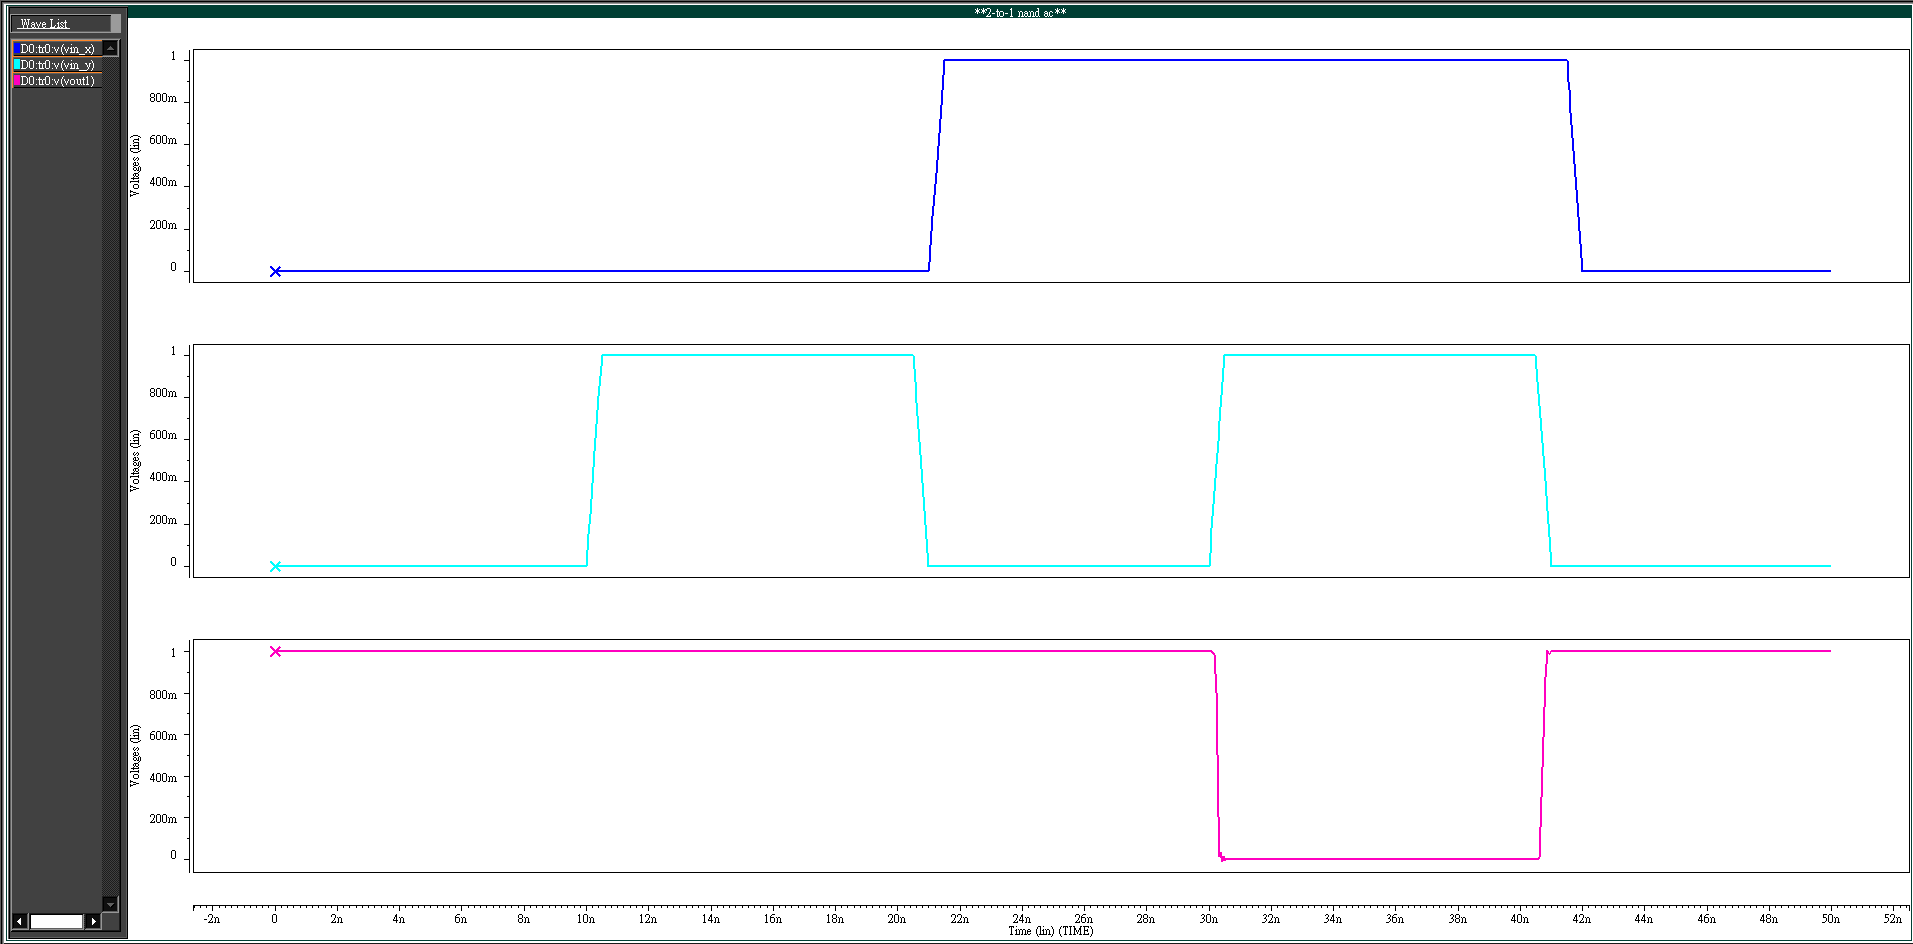 **2-to-1 nand ac**
Wave List
D0:tr0:v(vin_x)
D0:tr0:v(vin_y)
D0:tr0:v(vout1)
Voltages (lin)
1
800m
600m
400m
200m
0
Voltages (lin)
1
800m
600m
400m
200m
0
Voltages (lin)
1
800m
600m
400m
200m
0
-2n 0 2n 4n 6n 8n 10n 12n 14n 16n 18n 20n 22n 24n 26n 28n 30n 32n 34n 36n 38n 40n 42n 44n 46n 48n 50n 52n
Time (lin) (TIME)